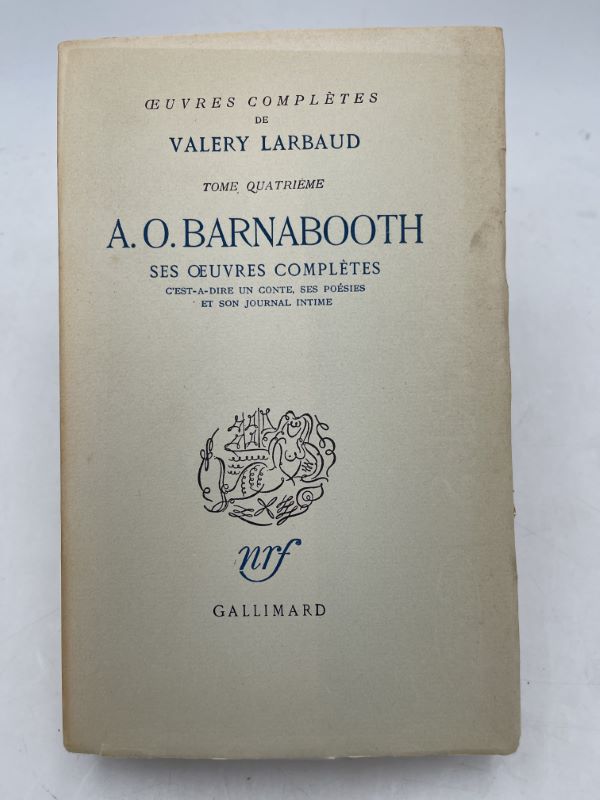 ŒUVRES COMPLÈTES
DE
VALERY LARBAUD
TOME QUATRIÈME
A. O. BARNABOOTH
SES ŒUVRES COMPLÈTES
C'EST-A-DIRE UN CONTE, SES POÉSIES
ET SON JOURNAL INTIME
nrf
GALLIMARD